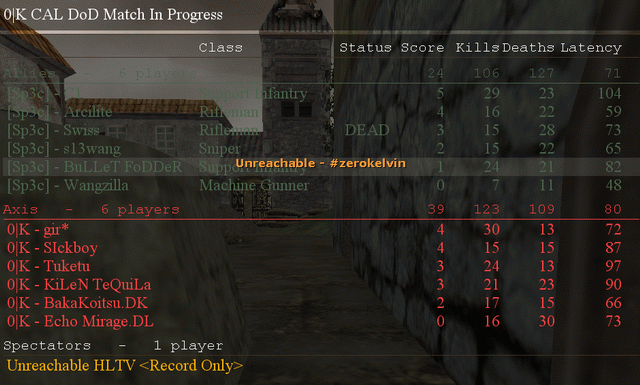 0|K CAL DoD Match In Progress
Class Status Score Kills Deaths Latency
Allies - 6 players 24 106 127 71
[Sp3c] - Support Infantry 5 29 23 104
[Sp3c] - Arcilite Rifleman 4 16 22 59
[Sp3c] - Swiss Rifleman DEAD 3 15 28 73
[Sp3c] - s13wang Sniper 2 15 22 65
[Sp3c] - BuLLeT FoDDeR Support Infantry 1 24 21 82
Unreachable - #zerokelvin
[Sp3c] - Wangzilla Machine Gunner 0 7 11 48
Axis - 6 players 39 123 109 80
0|K - gir* 4 30 13 72
0|K - SIckboy 4 15 15 87
0|K - Tuketu 3 24 13 97
0|K - KiLeN TeQuiLa 3 21 23 90
0|K - BakaKoitsu.DK 2 17 15 66
0|K - Echo Mirage.DL 0 16 30 73
Spectators - 1 player
Unreachable HLTV <Record Only>